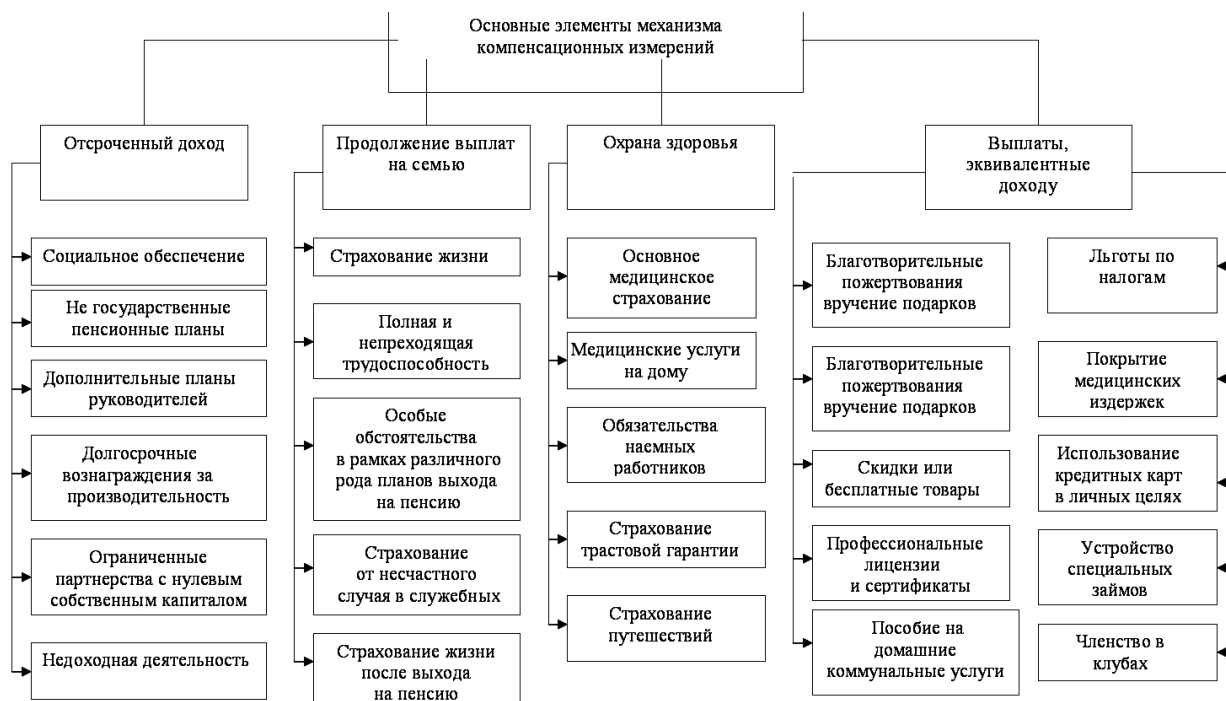 Основные элементы механизма
компенсационных измерений
Отсроченный доход
Социальное обеспечение
Не государственные
пенсионные планы
Дополнительные планы
руководителей
Долгосрочные
вознаграждения за
производительность
Ограниченные
партнерства с нулевым
собственным капиталом
Недоходная деятельность
Продолжение выплат
на семью
Страхование жизни
Полная и
непреходящая
трудоспособность
Особые
обстоятельства
в рамках различного
рода планов выхода
на пенсию
Страхование
от несчастного
случая в служебных
Страхование жизни
после выхода
на пенсию
Охрана здоровья
Основное
медицинское
страхование
Медицинские услуги
на дому
Обязательства
наемных
работников
Страхование
трастовой гарантии
Страхование
путешествий
Выплаты,
эквивалентные
доходу
Благотворительные
пожертвования
вручение подарков
Благотворительные
пожертвования
вручение подарков
Скидки или
бесплатные товары
Профессиональные
лицензии
и сертификаты
Пособие на
домашние
коммунальные услуги
Льготы по
налогам
Покрытие
медицинских
издержек
Использование
кредитных карт
в личных целях
Устройство
специальных
займов
Членство в
клубах